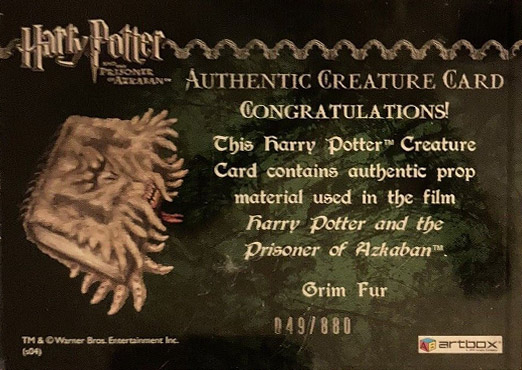 Harry Potter
AND THE
PRISONER
OF AZKABAN™
AUTHENTIC CREATURE CARD
CONGRATULATIONS!
This Harry Potter™ Creature
Card contains authentic prop
material used in the film
Harry Potter and the
Prisoner of Azkaban™.
Grim Fur
049/880
TM & © Warner Bros. Entertainment Inc.
(s04)
artbox